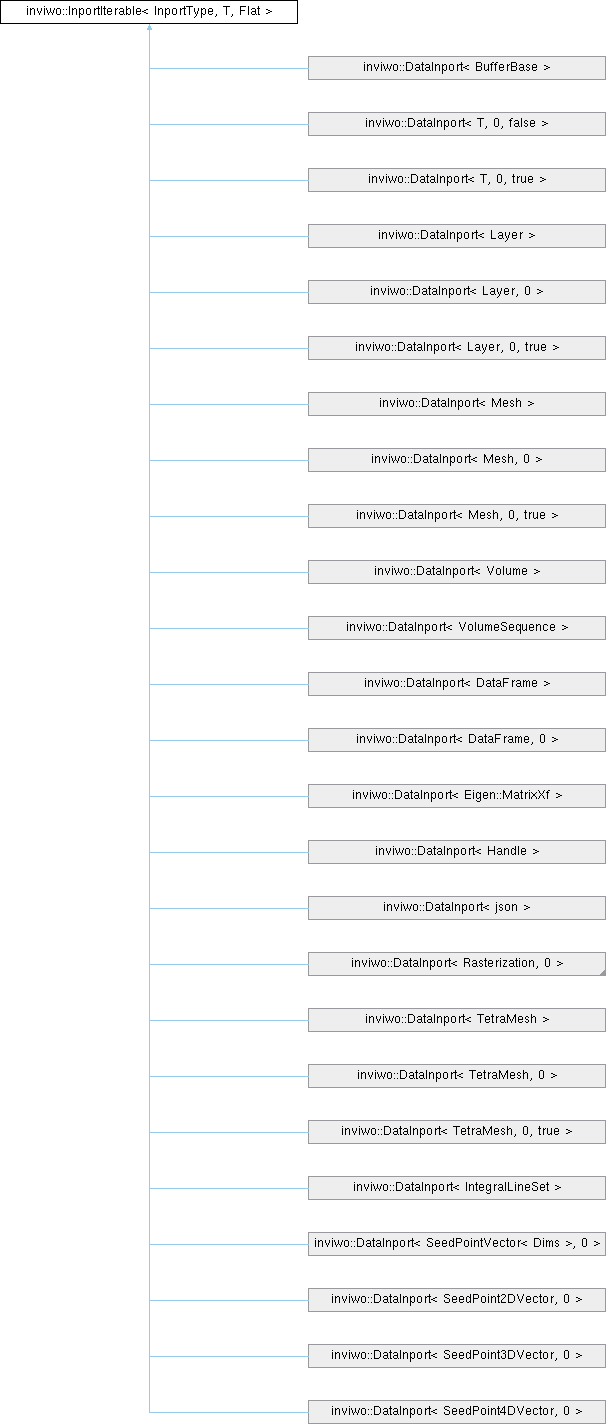 inviwo::InportIterable< InportType, T, Flat >
inviwo::DataInport< BufferBase >
inviwo::DataInport< T, 0, false >
inviwo::DataInport< T, 0, true >
inviwo::DataInport< Layer >
inviwo::DataInport< Layer, 0 >
inviwo::DataInport< Layer, 0, true >
inviwo::DataInport< Mesh >
inviwo::DataInport< Mesh, 0 >
inviwo::DataInport< Mesh, 0, true >
inviwo::DataInport< Volume >
inviwo::DataInport< VolumeSequence >
inviwo::DataInport< DataFrame >
inviwo::DataInport< DataFrame, 0 >
inviwo::DataInport< Eigen::MatrixXf >
inviwo::DataInport< Handle >
inviwo::DataInport< json >
inviwo::DataInport< Rasterization, 0 >
inviwo::DataInport< TetraMesh >
inviwo::DataInport< TetraMesh, 0 >
inviwo::DataInport< TetraMesh, 0, true >
inviwo::DataInport< IntegralLineSet >
inviwo::DataInport< SeedPointVector< Dims >, 0 >
inviwo::DataInport< SeedPoint2DVector, 0 >
inviwo::DataInport< SeedPoint3DVector, 0 >
inviwo::DataInport< SeedPoint4DVector, 0 >